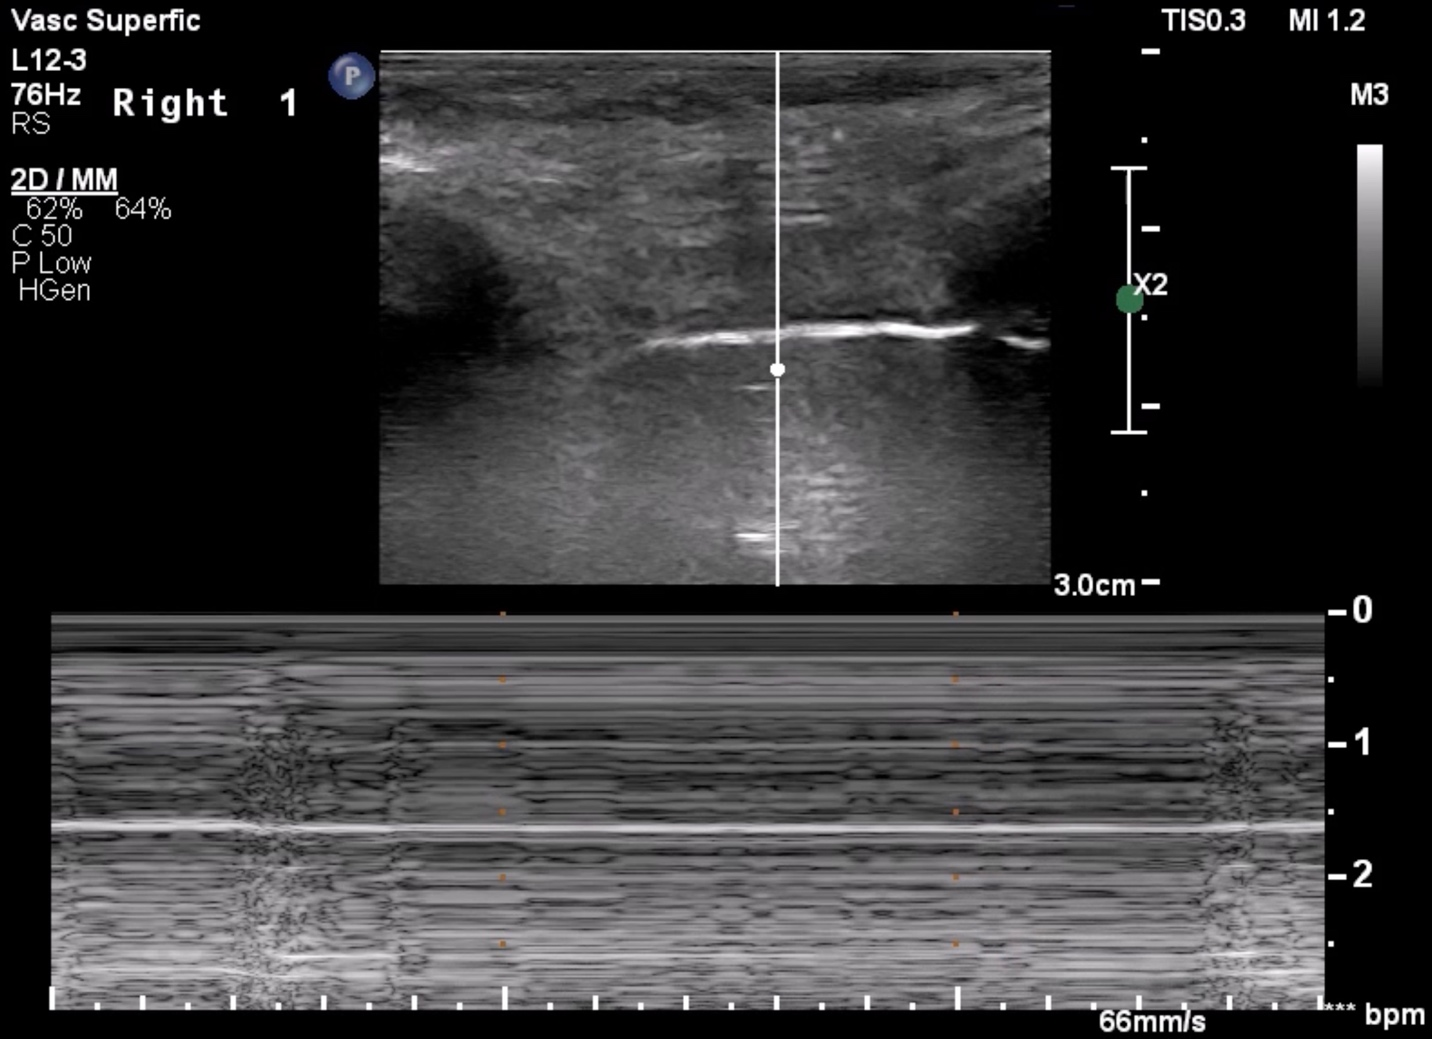 Vasc Superfic
TIS0.3 MI 1.2
L12-3
76Hz
RS
Right 1
P
M3
2D / MM
62% 64%
C 50
P Low
HGen
X2
3.0cm
0
1
2
*** bpm
66mm/s